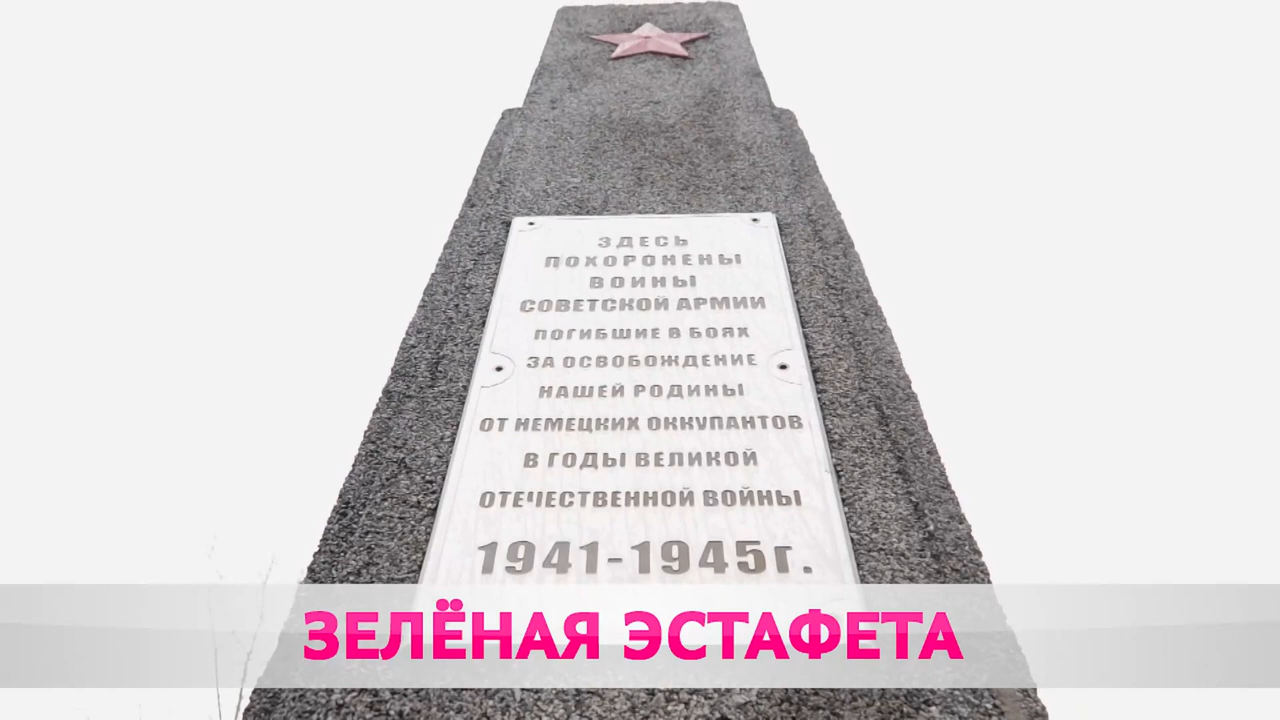 ЗДЕСЬ
ПОХОРОНЕНЫ
ВОИНЫ
СОВЕТСКОЙ АРМИИ
ПОГИБШИЕ В БОЯХ
ЗА ОСВОБОЖДЕНИЕ
НАШЕЙ РОДИНЫ
ОТ НЕМЕЦКИХ ОККУПАНТОВ
В ГОДЫ ВЕЛИКОЙ
ОТЕЧЕСТВЕННОЙ ВОЙНЫ
1941-1945г.
ЗЕЛЁНАЯ ЭСТАФЕТА